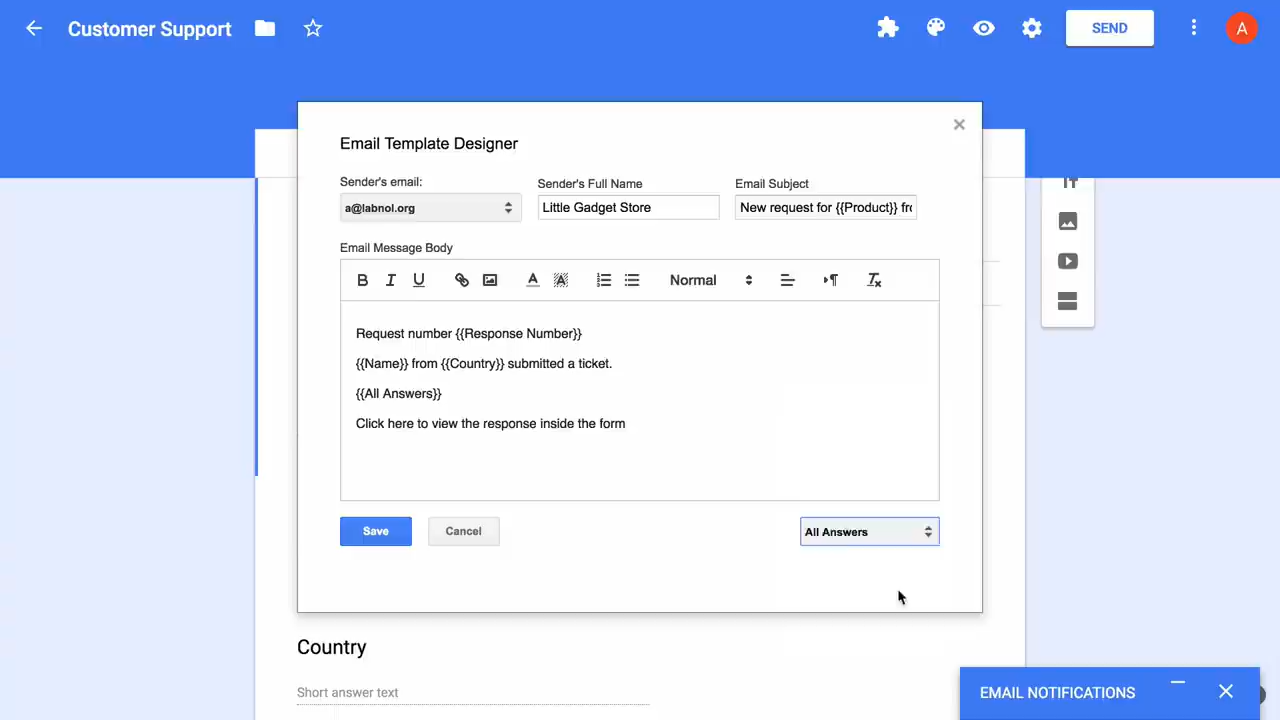 Customer Support
SEND
A
Email Template Designer
Sender's email:
Sender's Full Name
Email Subject
a@labnol.org
Little Gadget Store
New request for {{Product}}
Email Message Body
B I U A A Normal
Request number {{Response Number}}
{{Name}} from {{Country}} submitted a ticket.
{{All Answers}}
Click here to view the response inside the form
Save
Cancel
All Answers
Country
Short answer text
EMAIL NOTIFICATIONS